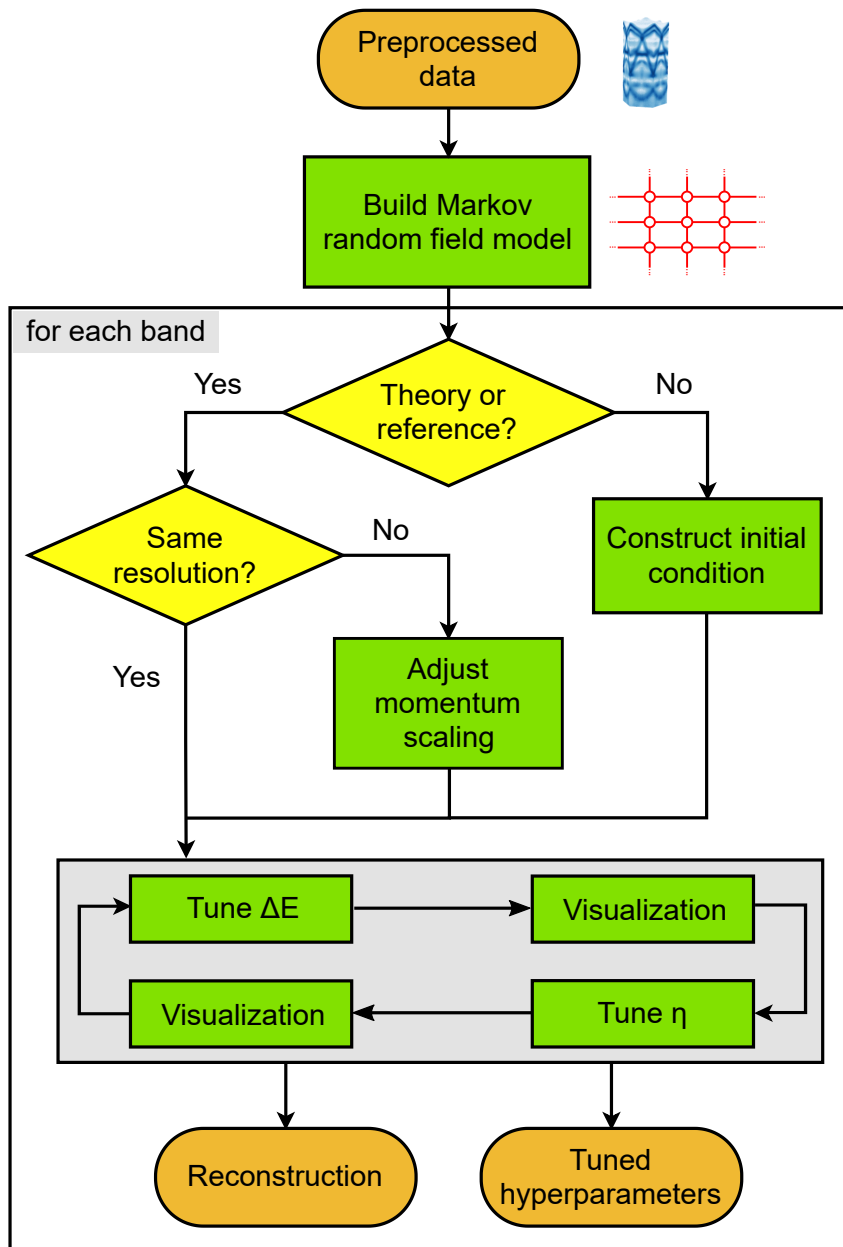 Preprocessed
data
Build Markov
random field model
for each band
Yes
Theory or
reference?
No
Same
resolution?
No
Construct initial
condition
Yes
Adjust
momentum
scaling
Tune ΔE
Visualization
Visualization
Tune η
Reconstruction
Tuned
hyperparameters